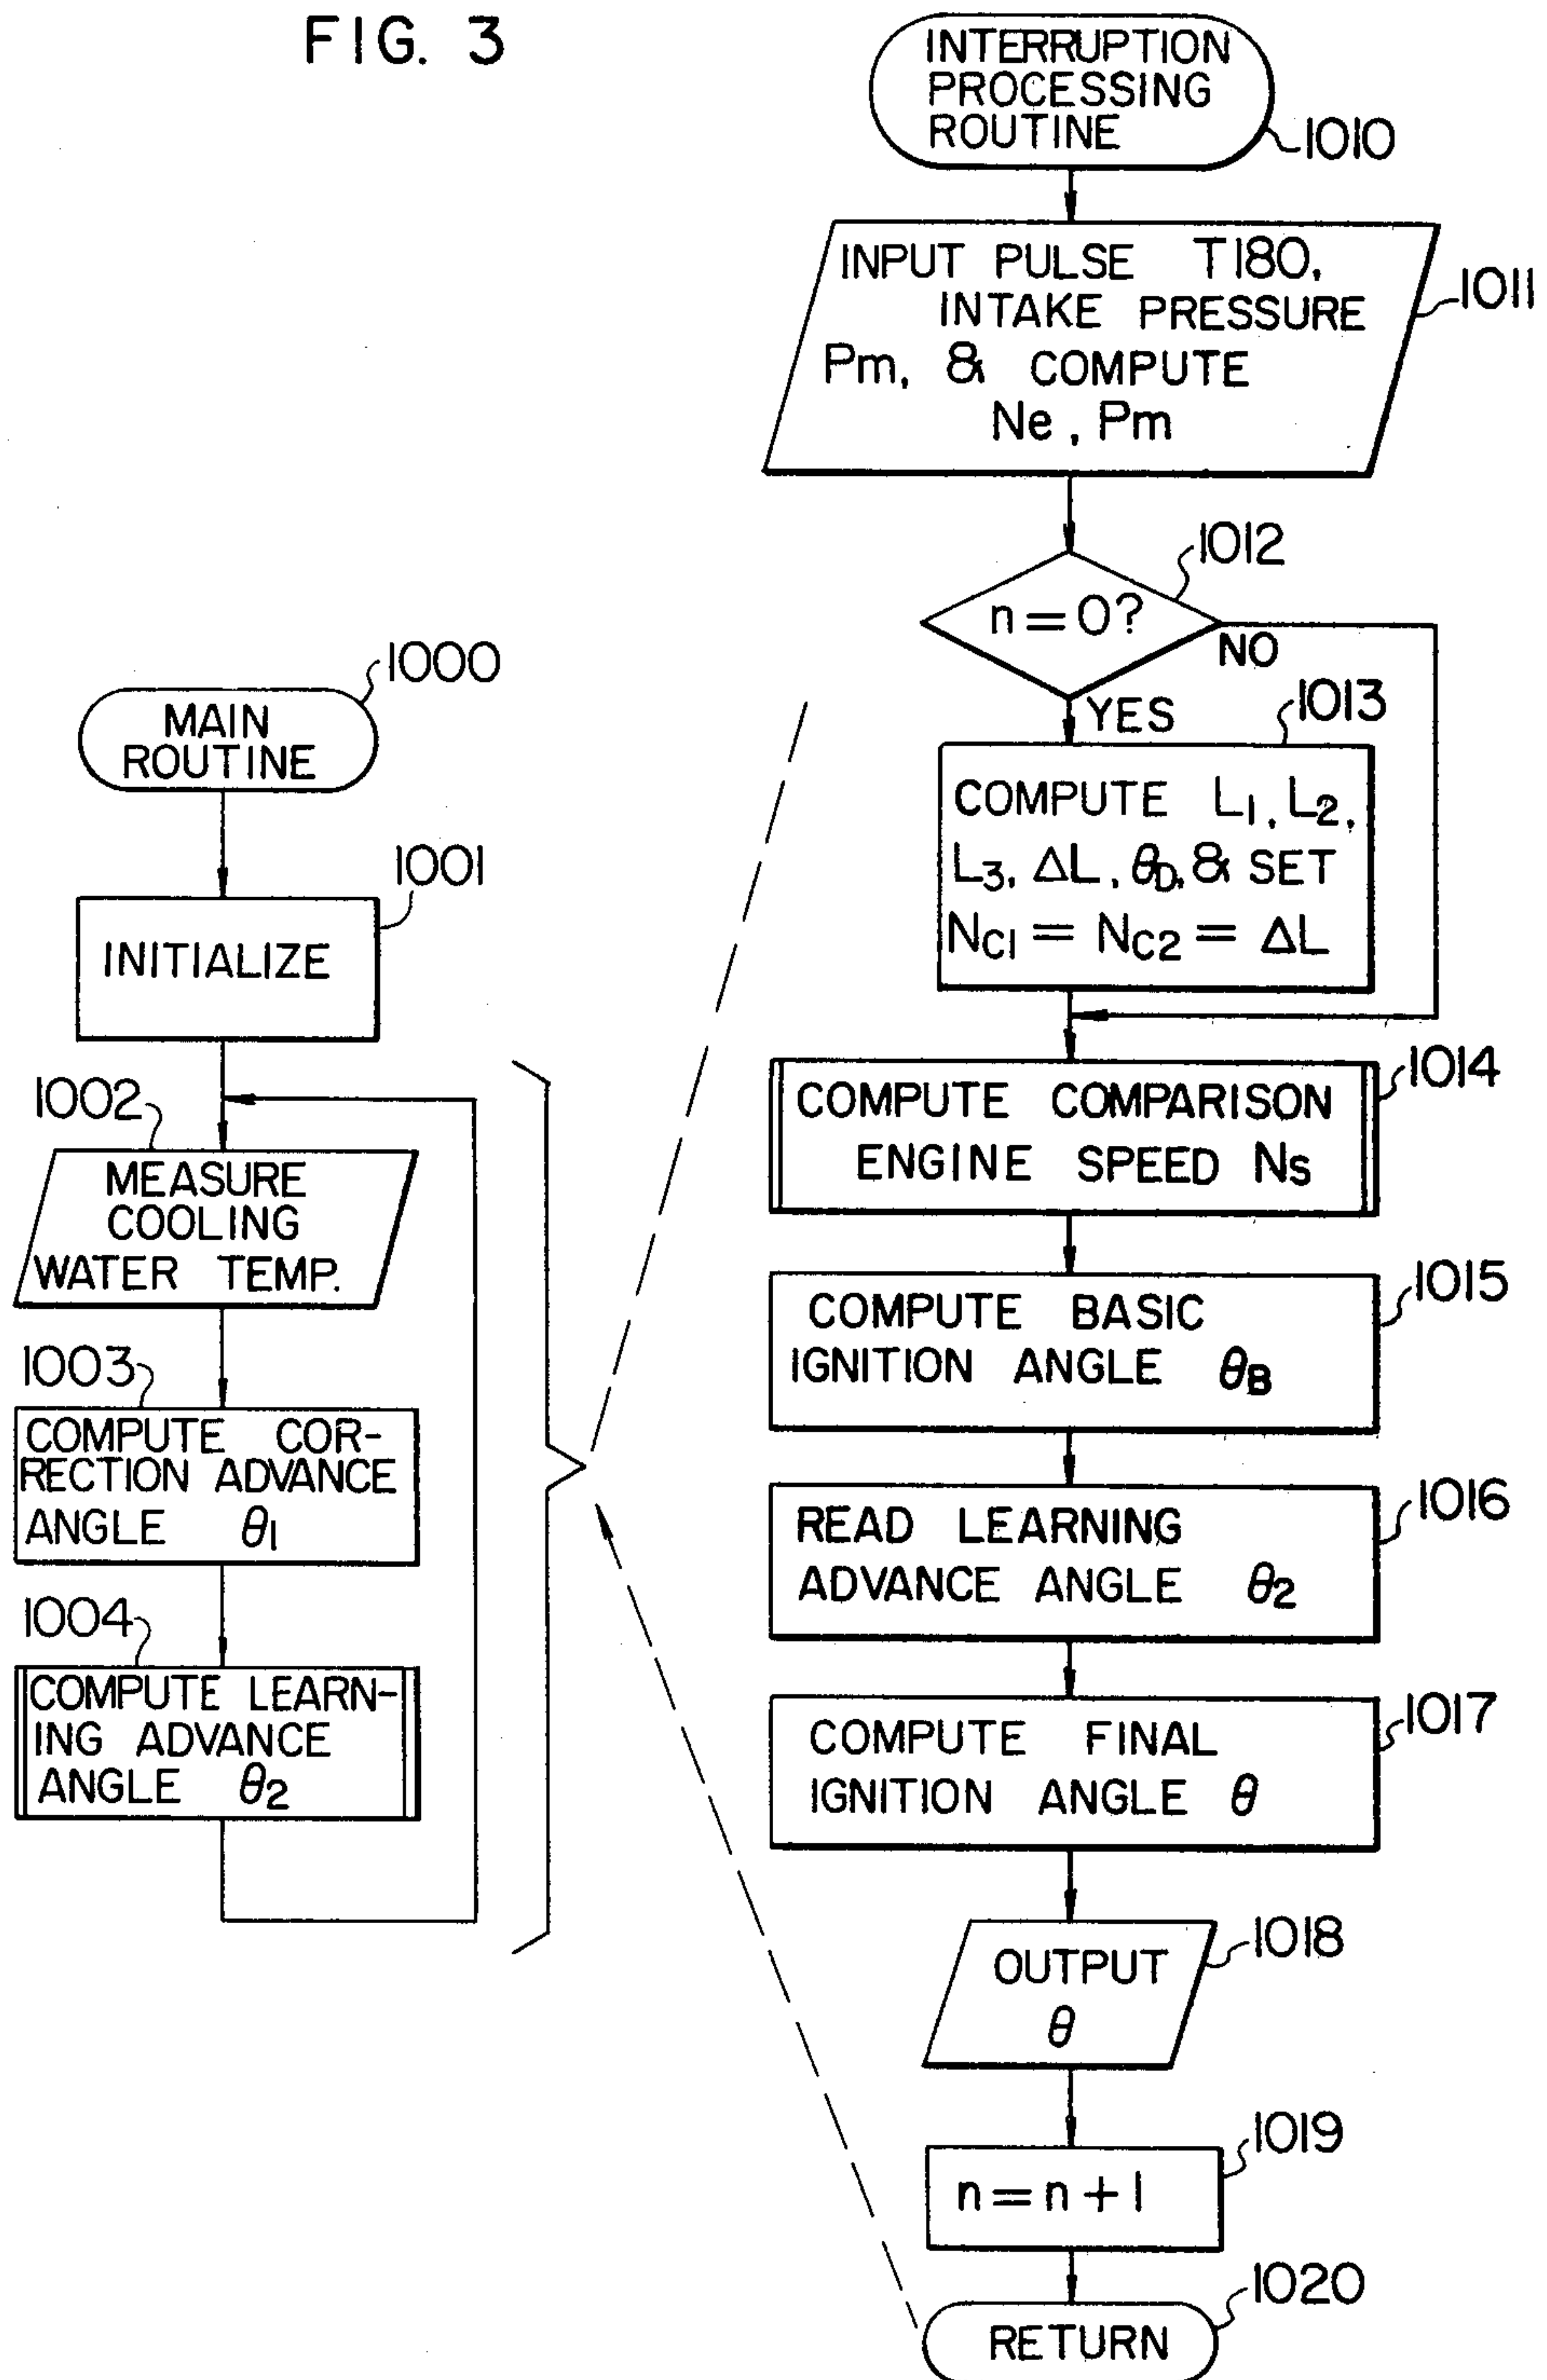 FIG. 3
MAIN
ROUTINE
1000
1001
INITIALIZE
1002
MEASURE
COOLING
WATER TEMP.
1003
COMPUTE COR-
RECTION ADVANCE
ANGLE θ1
1004
COMPUTE LEARN-
ING ADVANCE
ANGLE θ2
INTERRUPTION
PROCESSING
ROUTINE
1010
INPUT PULSE T180,
INTAKE PRESSURE
Pm, & COMPUTE
Ne, Pm
1011
1012
n = 0?
NO
YES
1013
COMPUTE L1, L2,
L3, ΔL, θD, & SET
NC1 = NC2 = ΔL
1014
COMPUTE COMPARISON
ENGINE SPEED NS
1015
COMPUTE BASIC
IGNITION ANGLE θB
1016
READ LEARNING
ADVANCE ANGLE θ2
1017
COMPUTE FINAL
IGNITION ANGLE θ
1018
OUTPUT
θ
1019
n = n + 1
1020
RETURN